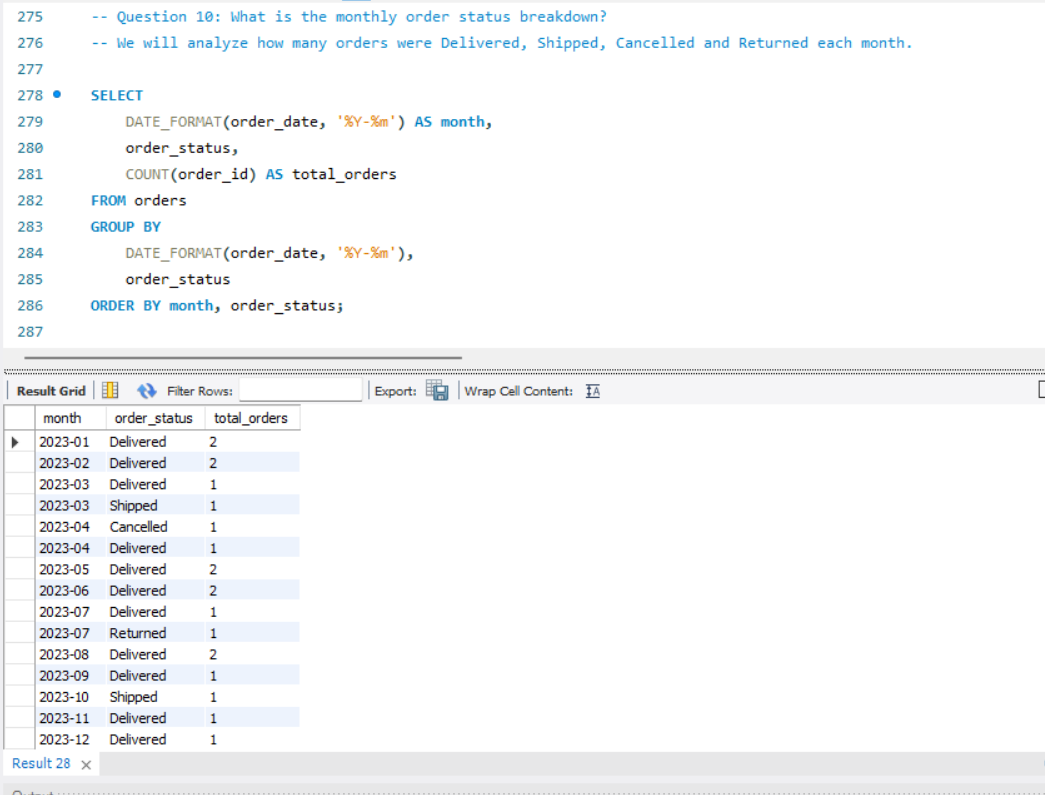 275 -- Question 10: What is the monthly order status breakdown?
276 -- We will analyze how many orders were Delivered, Shipped, Cancelled and Returned each month.
277
278 SELECT
279 DATE_FORMAT(order_date, '%Y-%m') AS month,
280 order_status,
281 COUNT(order_id) AS total_orders
282 FROM orders
283 GROUP BY
284 DATE_FORMAT(order_date, '%Y-%m'),
285 order_status
286 ORDER BY month, order_status;
287
Result Grid Filter Rows: Export: Wrap Cell Content:
month order_status total_orders
2023-01 Delivered 2
2023-02 Delivered 2
2023-03 Delivered 1
2023-03 Shipped 1
2023-04 Cancelled 1
2023-04 Delivered 1
2023-05 Delivered 2
2023-06 Delivered 2
2023-07 Delivered 1
2023-07 Returned 1
2023-08 Delivered 2
2023-09 Delivered 1
2023-10 Shipped 1
2023-11 Delivered 1
2023-12 Delivered 1
Result 28